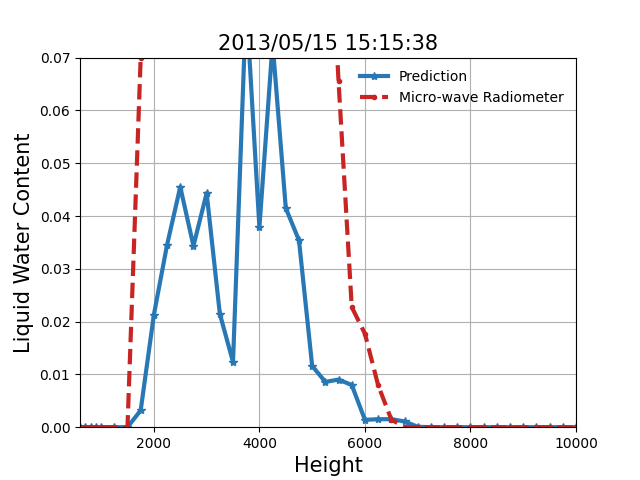 2013/05/15 15:15:38
0.07
0.06
0.05
0.04
0.03
0.02
0.01
0.00
Liquid Water Content
Prediction
Micro-wave Radiometer
2000 4000 6000 8000 10000
Height